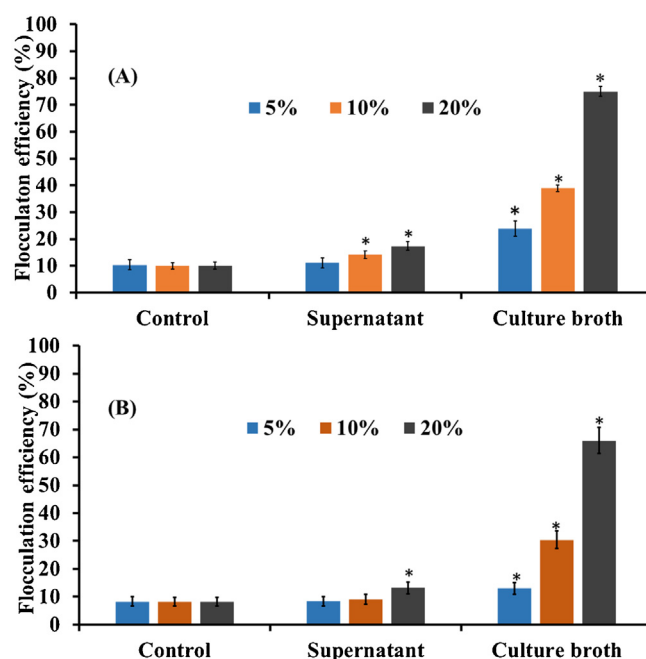 100
90
80
70
60
50
40
30
20
10
0
Flocculaton efficiency (%)
(A)
5% 10% 20%
* * * * *
Control Supernatant Culture broth
100
90
80
70
60
50
40
30
20
10
0
Flocculation efficiency (%)
(B)
5% 10% 20%
* * * *
Control Supernatant Culture broth